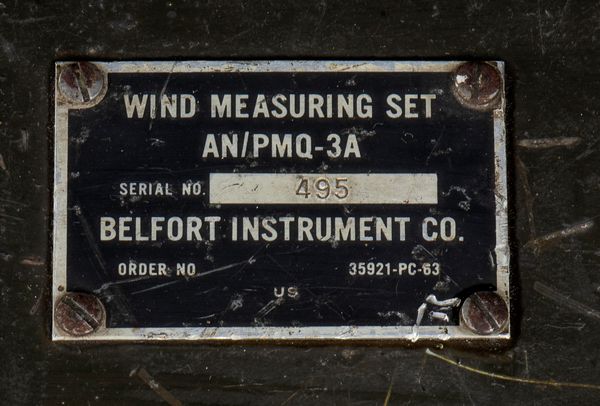 WIND MEASURING SET
AN/PMQ-3A
SERIAL NO. 495
BELFORT INSTRUMENT CO.
ORDER NO 35921-PC-63
US